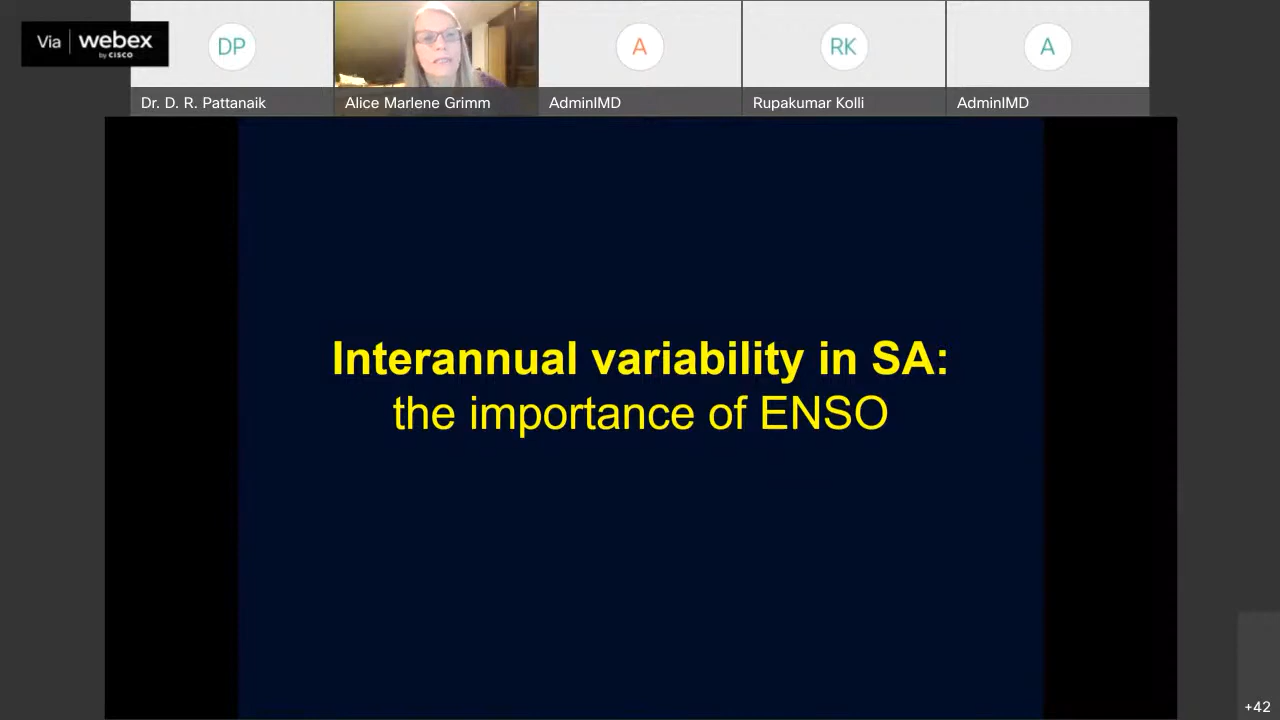 Via webex
by CISCO
DP
A
RK
A
Dr. D. R. Pattanaik
Alice Marlene Grimm
AdminIMD
Rupakumar Kolli
AdminIMD
Interannual variability in SA:
the importance of ENSO
+42